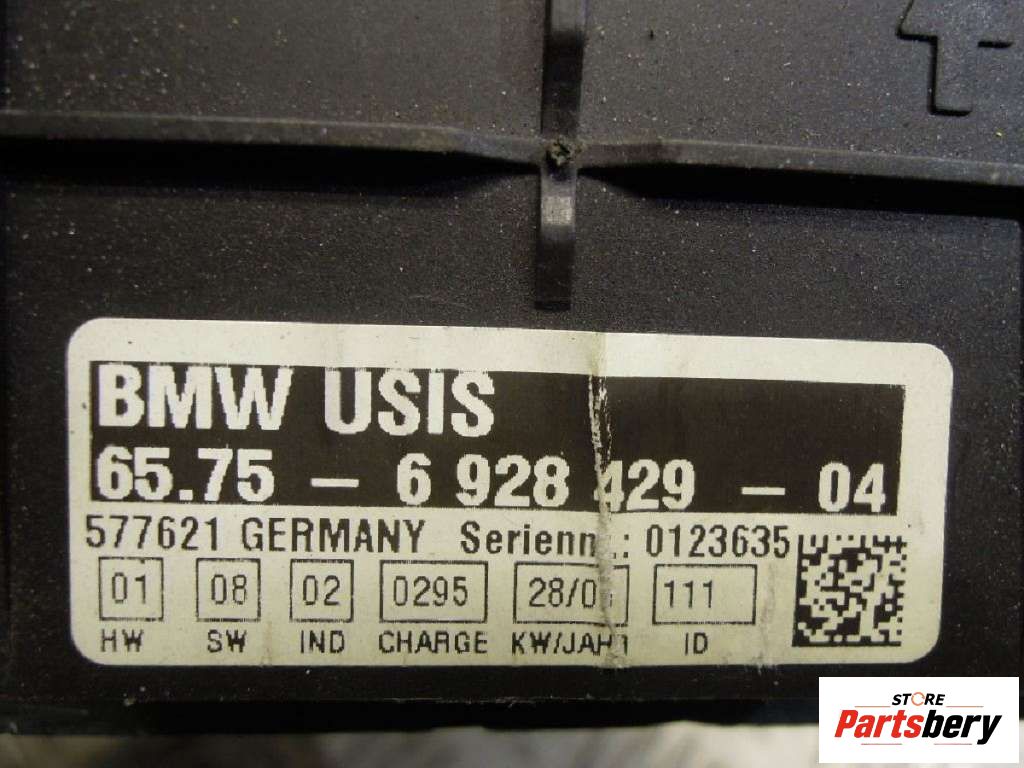 BMW USIS
65.75 - 6 928 429 - 04
577621 GERMANY Seriennr.: 0123635
01 08 02 0295 111
HW SW IND CHARGE KW/JAHR ID
STORE
Partsbery